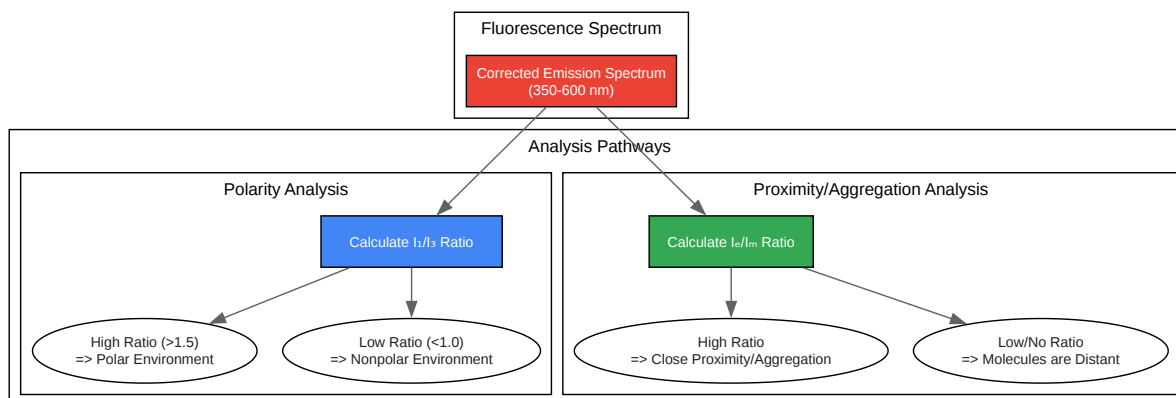 Fluorescence Spectrum
Corrected Emission Spectrum
(350-600 nm)
Analysis Pathways
Polarity Analysis
Proximity/Aggregation Analysis
Calculate I₁/I₃ Ratio
Calculate Iₑ/Iₘ Ratio
High Ratio (>1.5)
=> Polar Environment
Low Ratio (<1.0)
=> Nonpolar Environment
High Ratio
=> Close Proximity/Aggregation
Low/No Ratio
=> Molecules are Distant